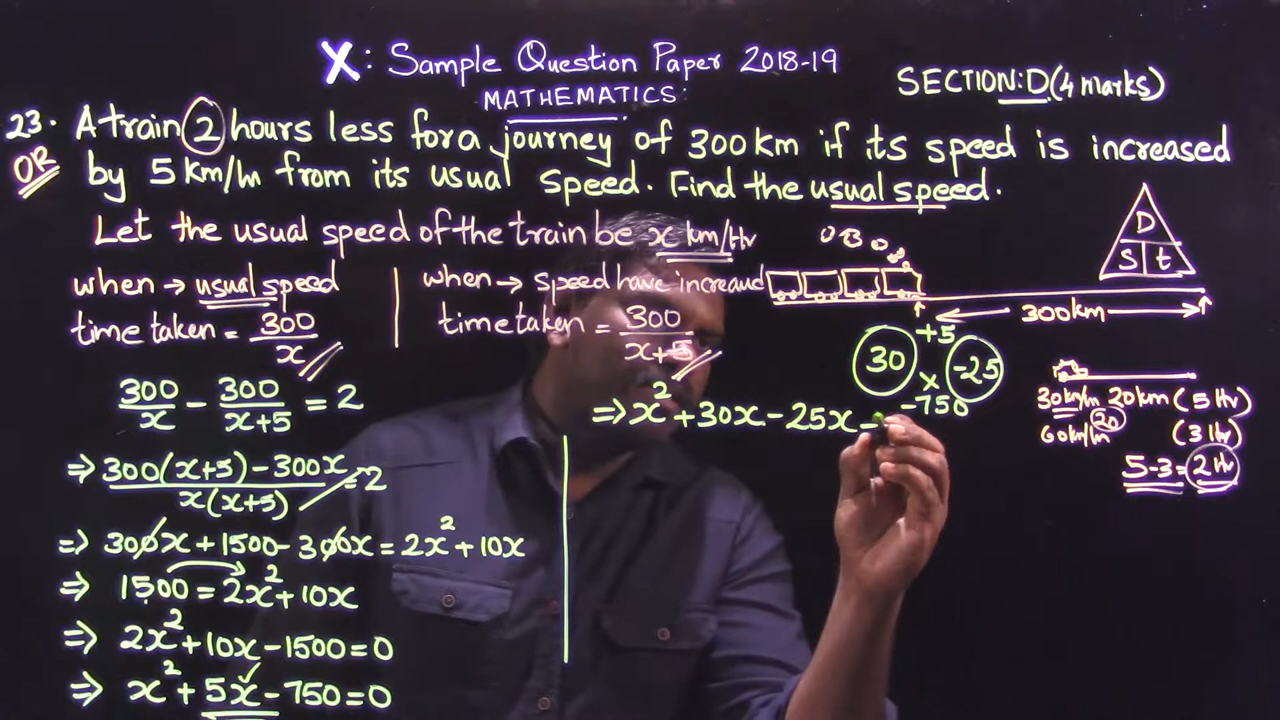 X: Sample Question Paper 2018-19
MATHEMATICS:
SECTION:D(4 marks)
23. A train 2 hours less for a journey of 300km if its speed is increased
OR by 5 km/h from its usual speed. Find the usual speed.
Let the usual speed of the train be x km/Hr
when → usual speed
time taken = 300/x
when → speed have increased
time taken = 300/(x+5)
300/x - 300/(x+5) = 2
⇒ (300(x+5) - 300x)/(x(x+5)) = 2
⇒ 300x + 1500 - 300x = 2x² + 10x
⇒ 1500 = 2x² + 10x
⇒ 2x² + 10x - 1500 = 0
⇒ x² + 5x - 750 = 0
⇒ x² + 30x - 25x -
D
S t
300km
+5
30 × -25
-750
30km/h 20km (5 Hr)
60km/h 20 (3 Hr)
5-3=2Hr